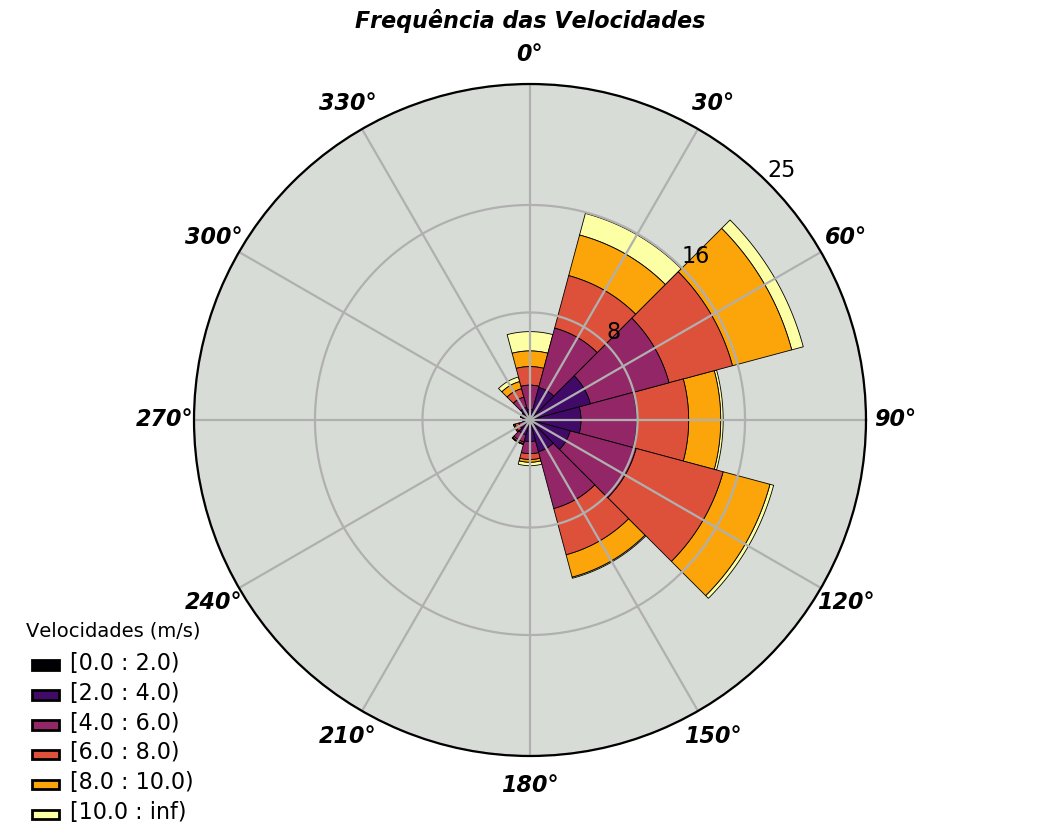 Frequência das Velocidades
0°
330°
30°
25
300°
60°
16
8
270°
90°
240°
120°
210°
150°
180°
Velocidades (m/s)
[0.0 : 2.0)
[2.0 : 4.0)
[4.0 : 6.0)
[6.0 : 8.0)
[8.0 : 10.0)
[10.0 : inf)